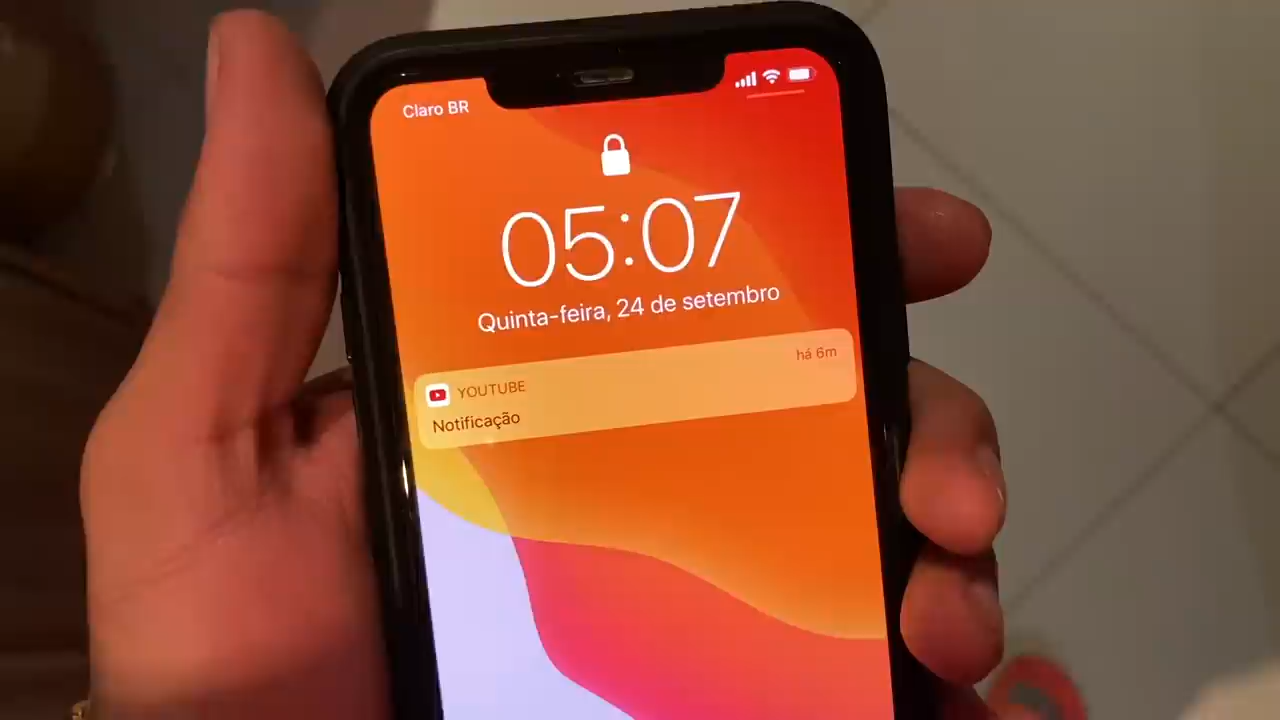 Claro BR
05:07
Quinta-feira, 24 de setembro
YOUTUBE há 6m
Notificação